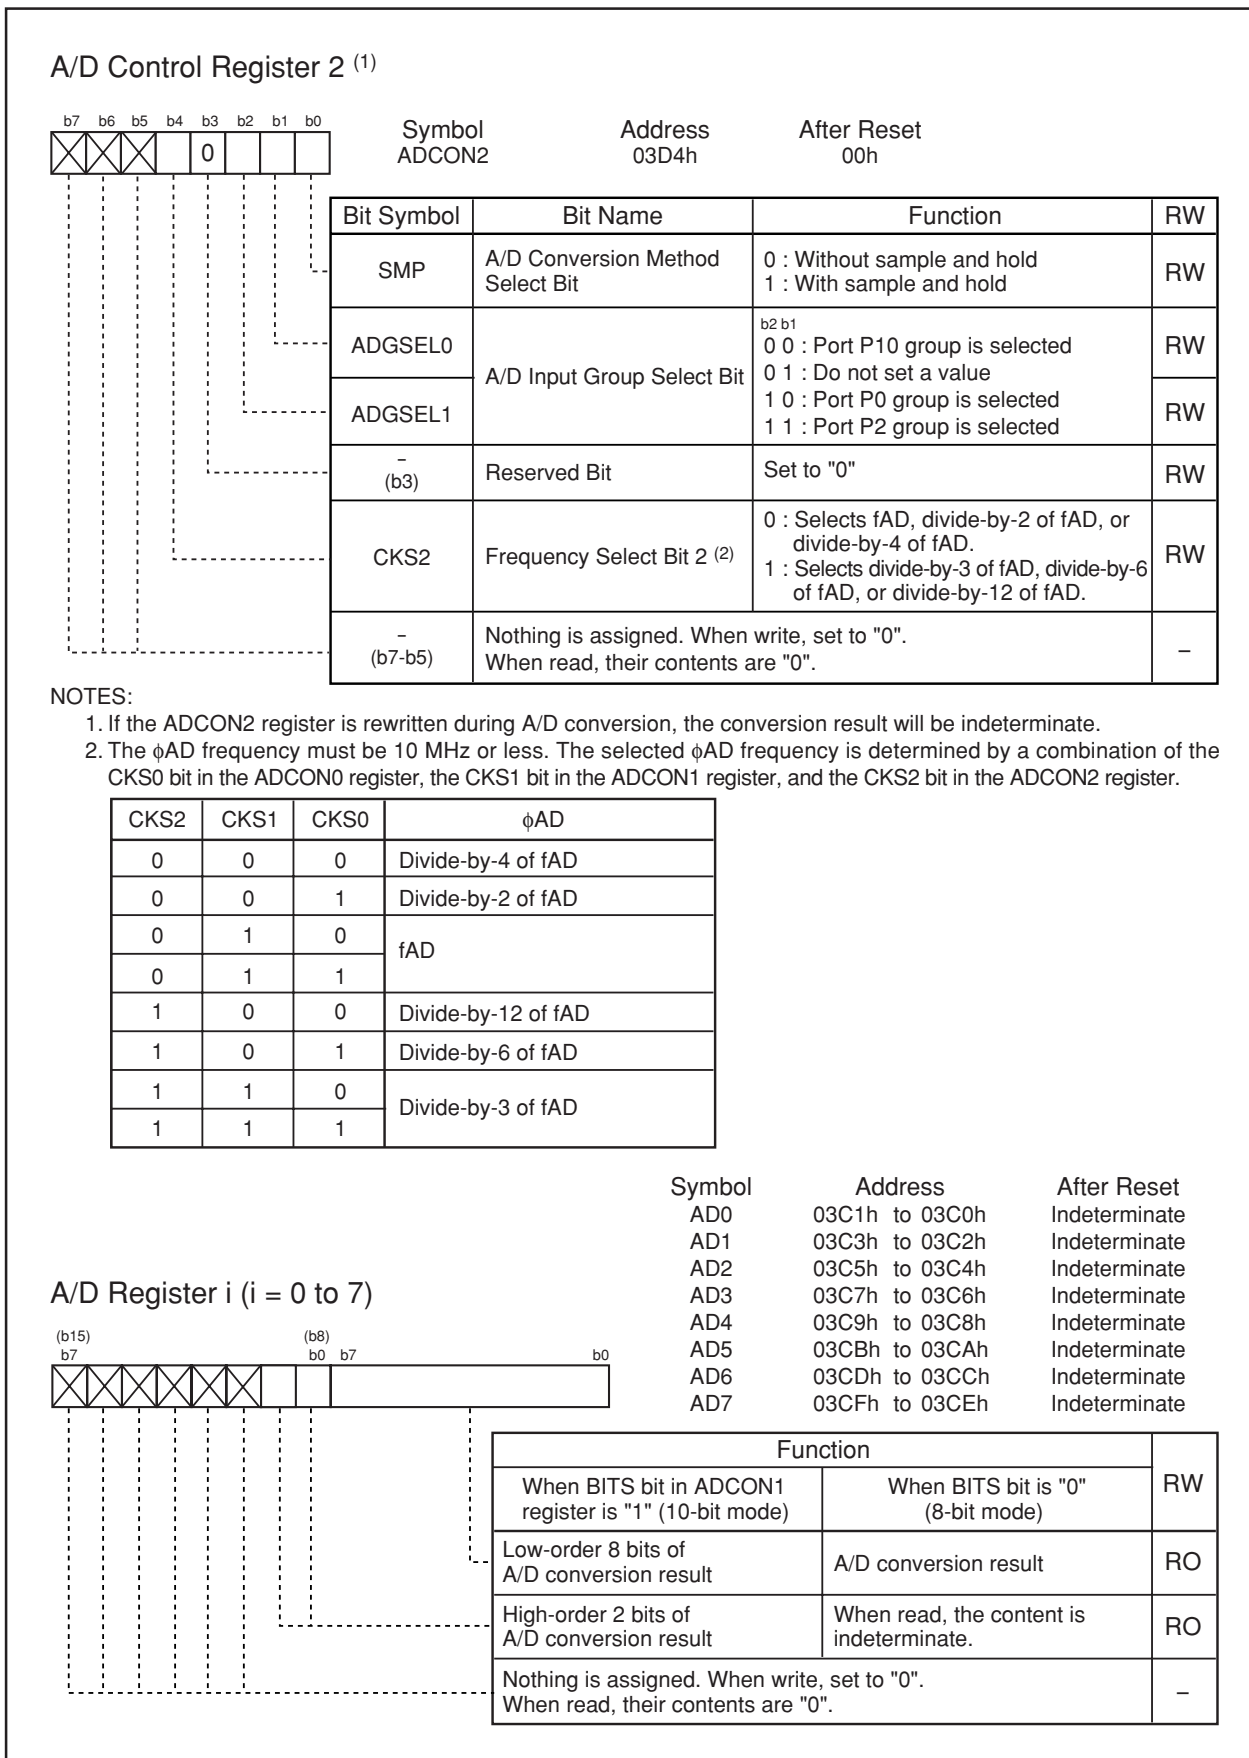 A/D Control Register 2 (1)
b7 b6 b5 b4 b3 b2 b1 b0
0
Symbol Address After Reset
ADCON2 03D4h 00h
Bit Symbol Bit Name Function RW
SMP A/D Conversion Method Select Bit 0 : Without sample and hold RW
1 : With sample and hold
b2 b1
ADGSEL0 A/D Input Group Select Bit 0 0 : Port P10 group is selected RW
0 1 : Do not set a value
ADGSEL1 1 0 : Port P0 group is selected RW
1 1 : Port P2 group is selected
– (b3) Reserved Bit Set to "0" RW
CKS2 Frequency Select Bit 2 (2) 0 : Selects fAD, divide-by-2 of fAD, or RW
divide-by-4 of fAD.
1 : Selects divide-by-3 of fAD, divide-by-6
of fAD, or divide-by-12 of fAD.
– (b7-b5) Nothing is assigned. When write, set to "0". –
When read, their contents are "0".
NOTES:
1. If the ADCON2 register is rewritten during A/D conversion, the conversion result will be indeterminate.
2. The ϕAD frequency must be 10 MHz or less. The selected ϕAD frequency is determined by a combination of the
CKS0 bit in the ADCON0 register, the CKS1 bit in the ADCON1 register, and the CKS2 bit in the ADCON2 register.
CKS2 CKS1 CKS0 ϕAD
0 0 0 Divide-by-4 of fAD
0 0 1 Divide-by-2 of fAD
0 1 0 fAD
0 1 1
1 0 0 Divide-by-12 of fAD
1 0 1 Divide-by-6 of fAD
1 1 0 Divide-by-3 of fAD
1 1 1
Symbol Address After Reset
AD0 03C1h to 03C0h Indeterminate
AD1 03C3h to 03C2h Indeterminate
AD2 03C5h to 03C4h Indeterminate
AD3 03C7h to 03C6h Indeterminate
AD4 03C9h to 03C8h Indeterminate
AD5 03CBh to 03CAh Indeterminate
AD6 03CDh to 03CCh Indeterminate
AD7 03CFh to 03CEh Indeterminate
A/D Register i (i = 0 to 7)
(b15) (b8)
b7 b0 b7 b0
Function RW
When BITS bit in ADCON1 When BITS bit is "0"
register is "1" (10-bit mode) (8-bit mode)
Low-order 8 bits of A/D conversion result A/D conversion result RO
High-order 2 bits of When read, the content is RO
A/D conversion result indeterminate.
Nothing is assigned. When write, set to "0". –
When read, their contents are "0".